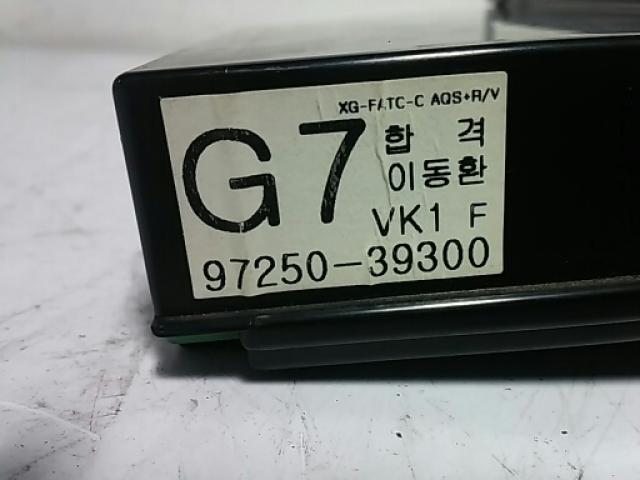 XG-FATC-C AQS+R/V
G7 합 격
이동환
VK1 F
97250-39300